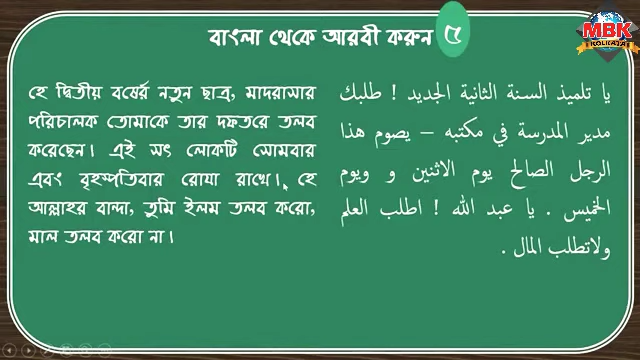 বাংলা থেকে আরবী করুন ৫
MBK
KOLKATA
হে দ্বিতীয় বর্ষের নতুন ছাত্র, মাদরাসার
পরিচালক তোমাকে তার দফতরে তলব
করেছেন। এই সৎ লোকটি সোমবার
এবং বৃহস্পতিবার রোযা রাখে। হে
আল্লাহর বান্দা, তুমি ইলম তলব করো,
মাল তলব করো না।
يا تلميذ السنة الثانية الجديد ! طلبك
مدير المدرسة في مكتبه – يصوم هذا
الرجل الصالح يوم الاثنين و ويوم
الخميس . يا عبد الله ! اطلب العلم
ولاتطلب المال .